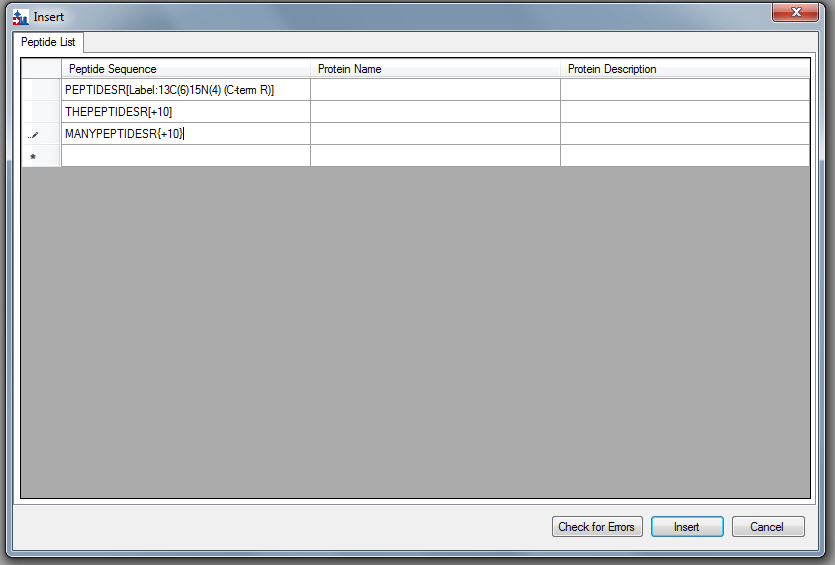 Insert
Peptide List
Peptide Sequence Protein Name Protein Description
PEPTIDESR[Label:13C(6)15N(4) (C-term R)]
THEPEPTIDESR[+10]
MANYPEPTIDESR{+10}
Check for Errors Insert Cancel